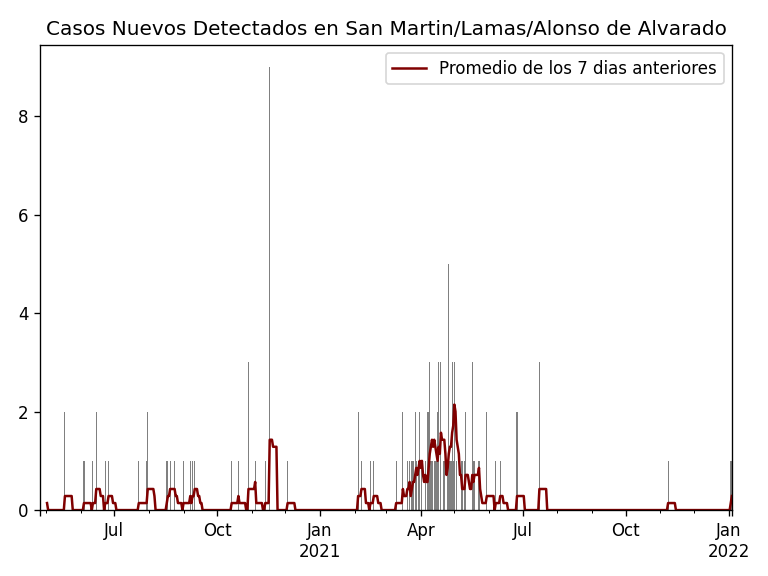 Casos Nuevos Detectados en San Martin/Lamas/Alonso de Alvarado
Promedio de los 7 dias anteriores
8
6
4
2
0
Jul
Oct
Jan
2021
Apr
Jul
Oct
Jan
2022